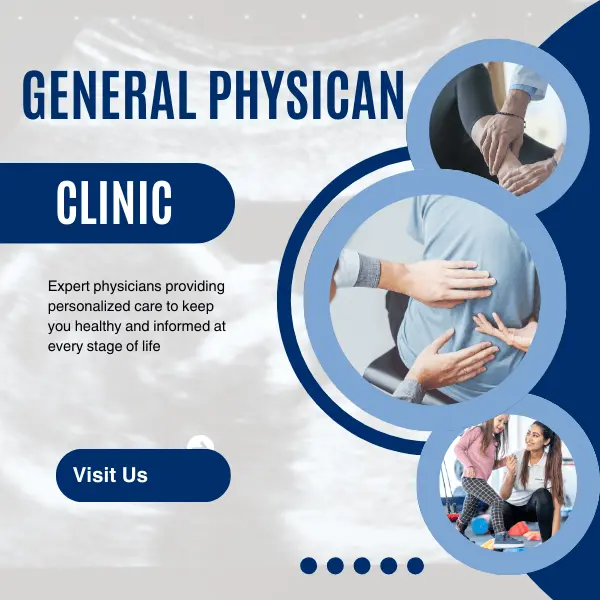 GENERAL PHYSICAN
CLINIC
Expert physicians providing
personalized care to keep
you healthy and informed at
every stage of life
Visit Us